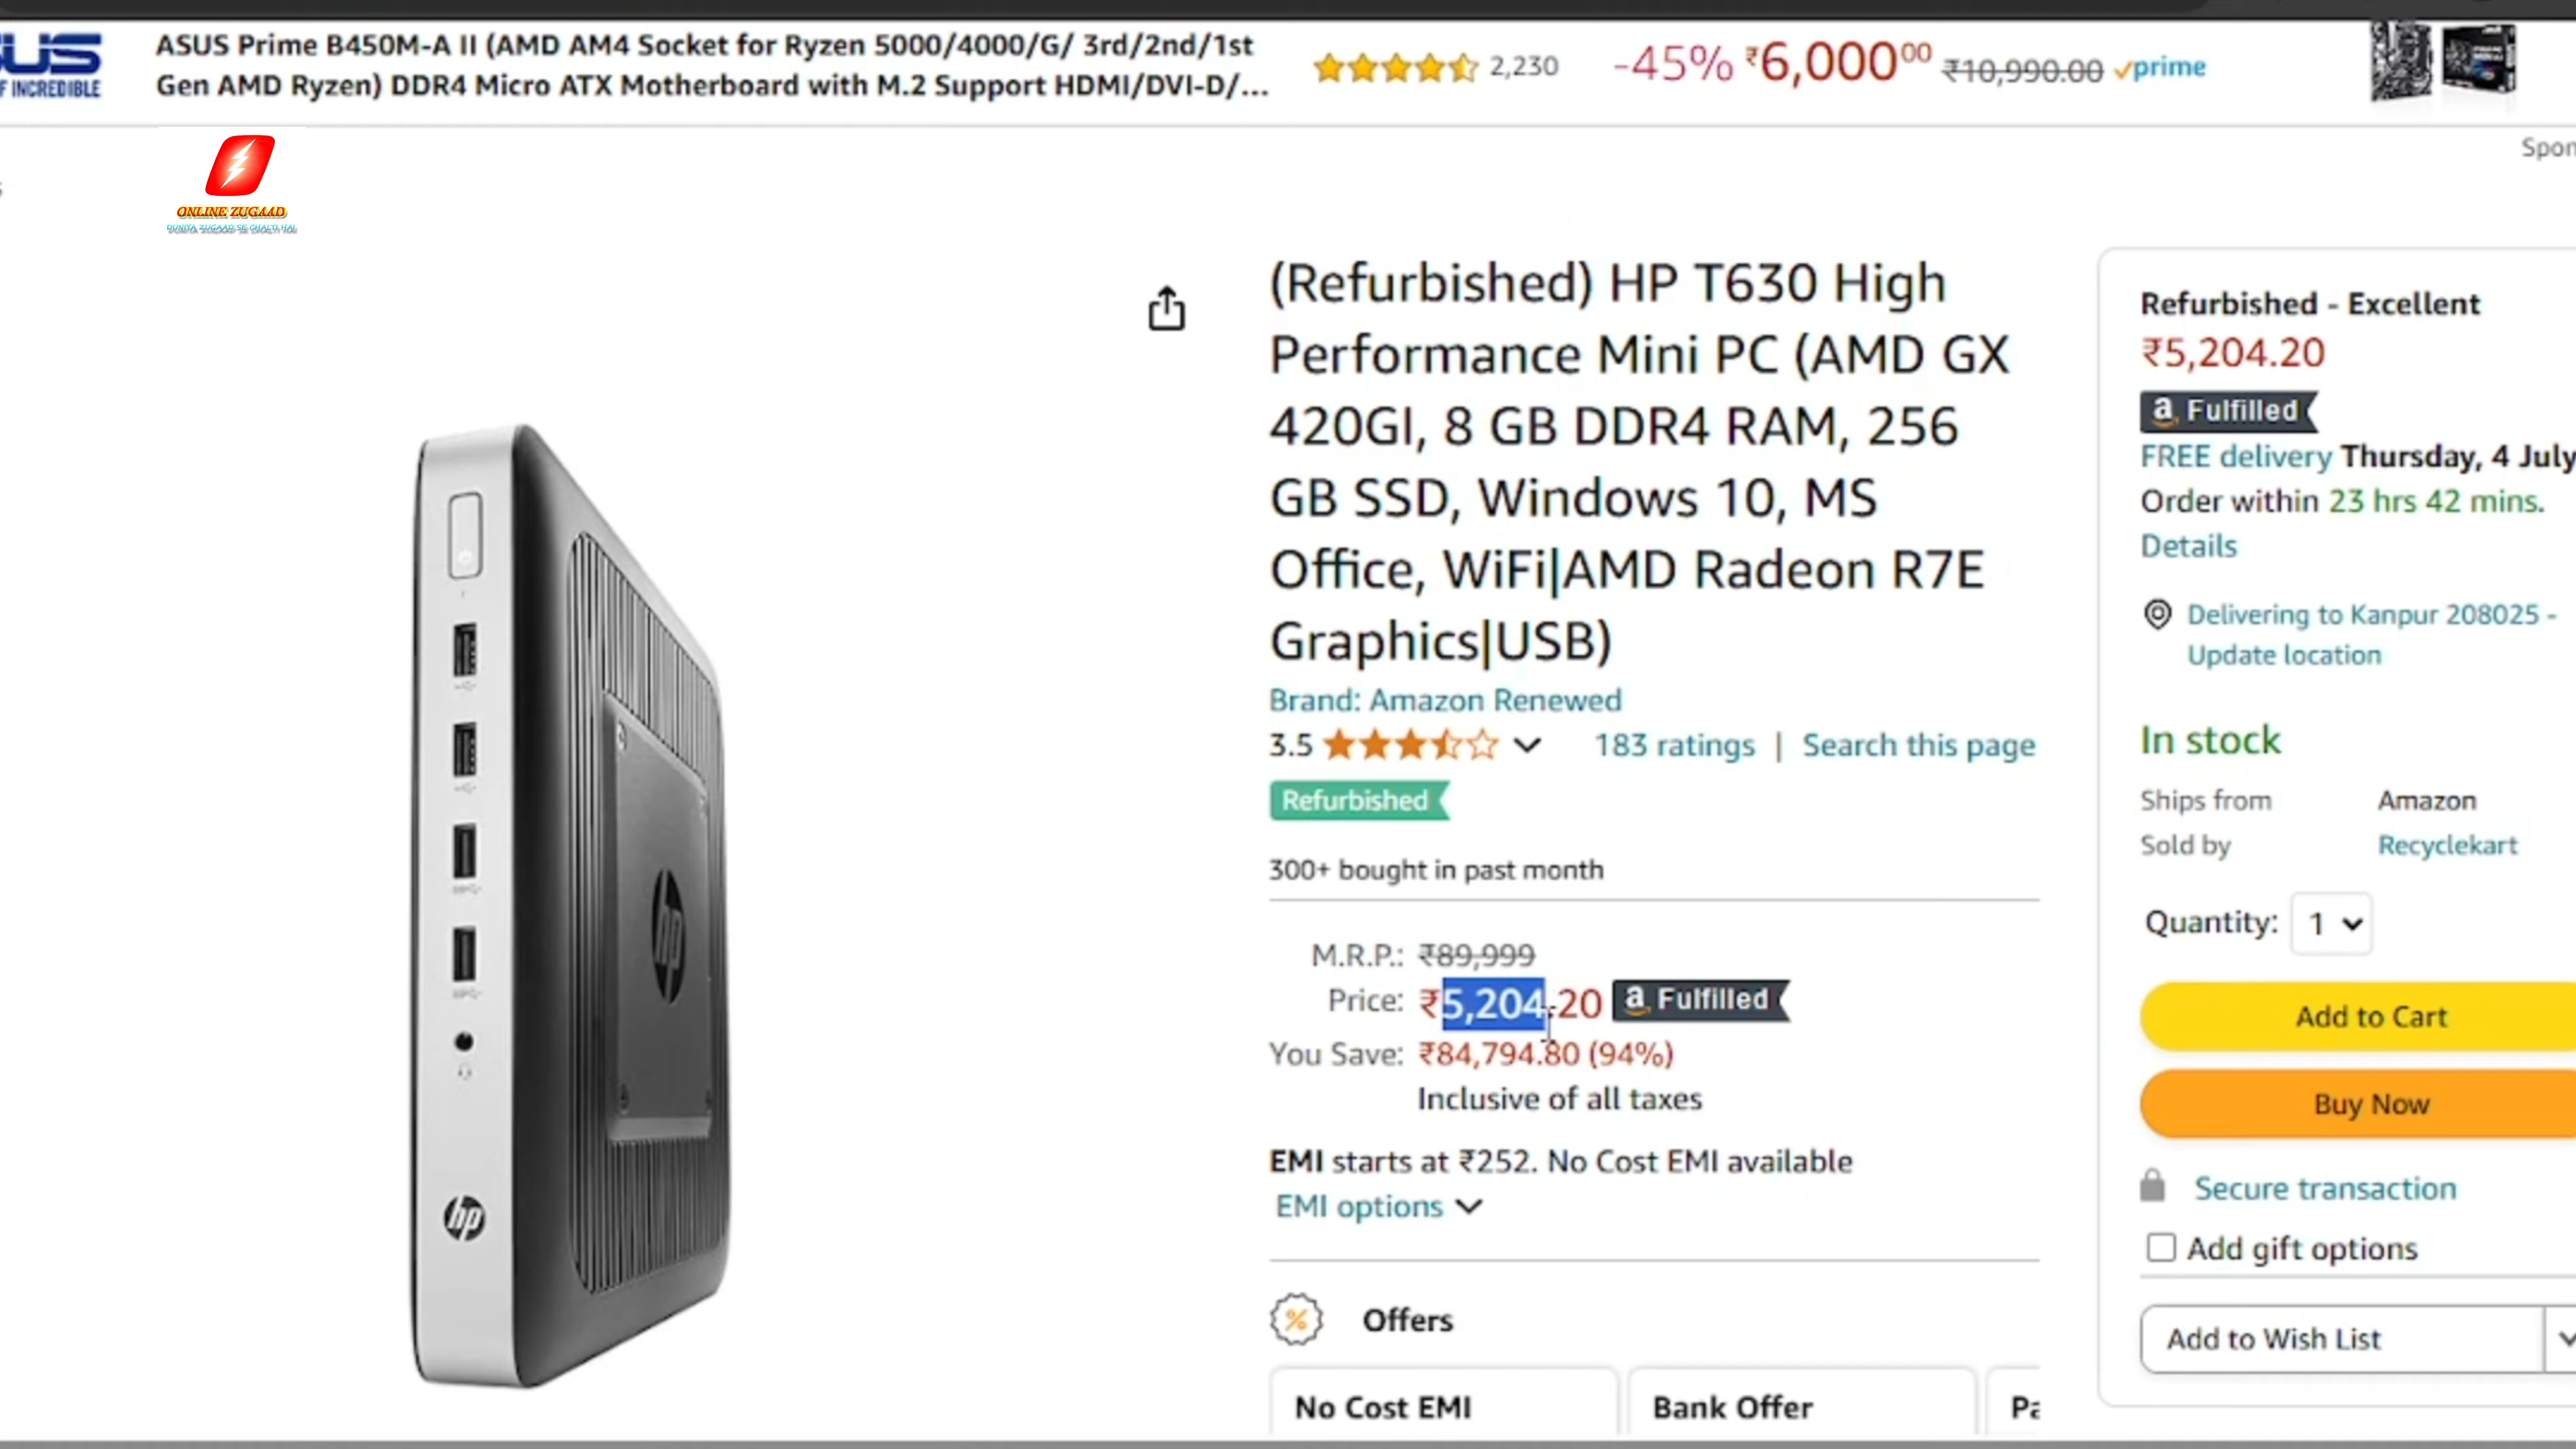 US
F INCREDIBLE
ASUS Prime B450M-A II (AMD AM4 Socket for Ryzen 5000/4000/G/ 3rd/2nd/1st
Gen AMD Ryzen) DDR4 Micro ATX Motherboard with M.2 Support HDMI/DVI-D/...
2,230
-45% ₹6,000⁰⁰ ₹10,990.00 prime
Spon
ONLINE ZUGAAD
DUNIYA ZUGAAD SE CHALTI HAI
(Refurbished) HP T630 High
Performance Mini PC (AMD GX
420GI, 8 GB DDR4 RAM, 256
GB SSD, Windows 10, MS
Office, WiFi|AMD Radeon R7E
Graphics|USB)
Brand: Amazon Renewed
3.5 183 ratings | Search this page
Refurbished
300+ bought in past month
M.R.P.: ₹89,999
Price: ₹5,204.20 a Fulfilled
You Save: ₹84,794.80 (94%)
Inclusive of all taxes
EMI starts at ₹252. No Cost EMI available
EMI options
% Offers
No Cost EMI
Bank Offer
Pa
hp
hp
Refurbished - Excellent
₹5,204.20
a Fulfilled
FREE delivery Thursday, 4 July
Order within 23 hrs 42 mins.
Details
Delivering to Kanpur 208025 -
Update location
In stock
Ships from Amazon
Sold by Recyclekart
Quantity: 1
Add to Cart
Buy Now
Secure transaction
Add gift options
Add to Wish List